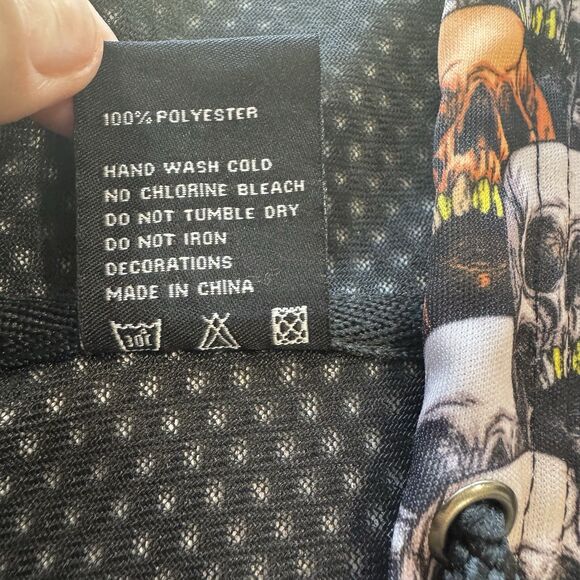 100% POLYESTER
HAND WASH COLD
NO CHLORINE BLEACH
DO NOT TUMBLE DRY
DO NOT IRON
DECORATIONS
MADE IN CHINA